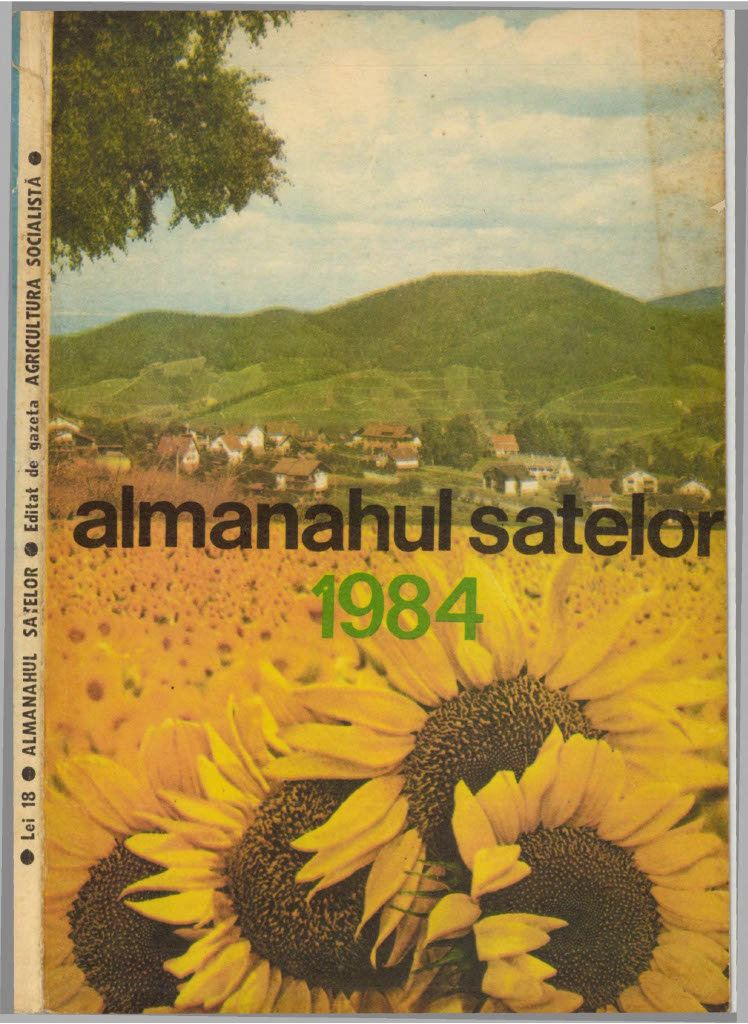 almanahul satelor
1984
● Lei 18 ● ALMANAHUL SATELOR ● Editat de gazeta AGRICULTURA SOCIALISTĂ ●